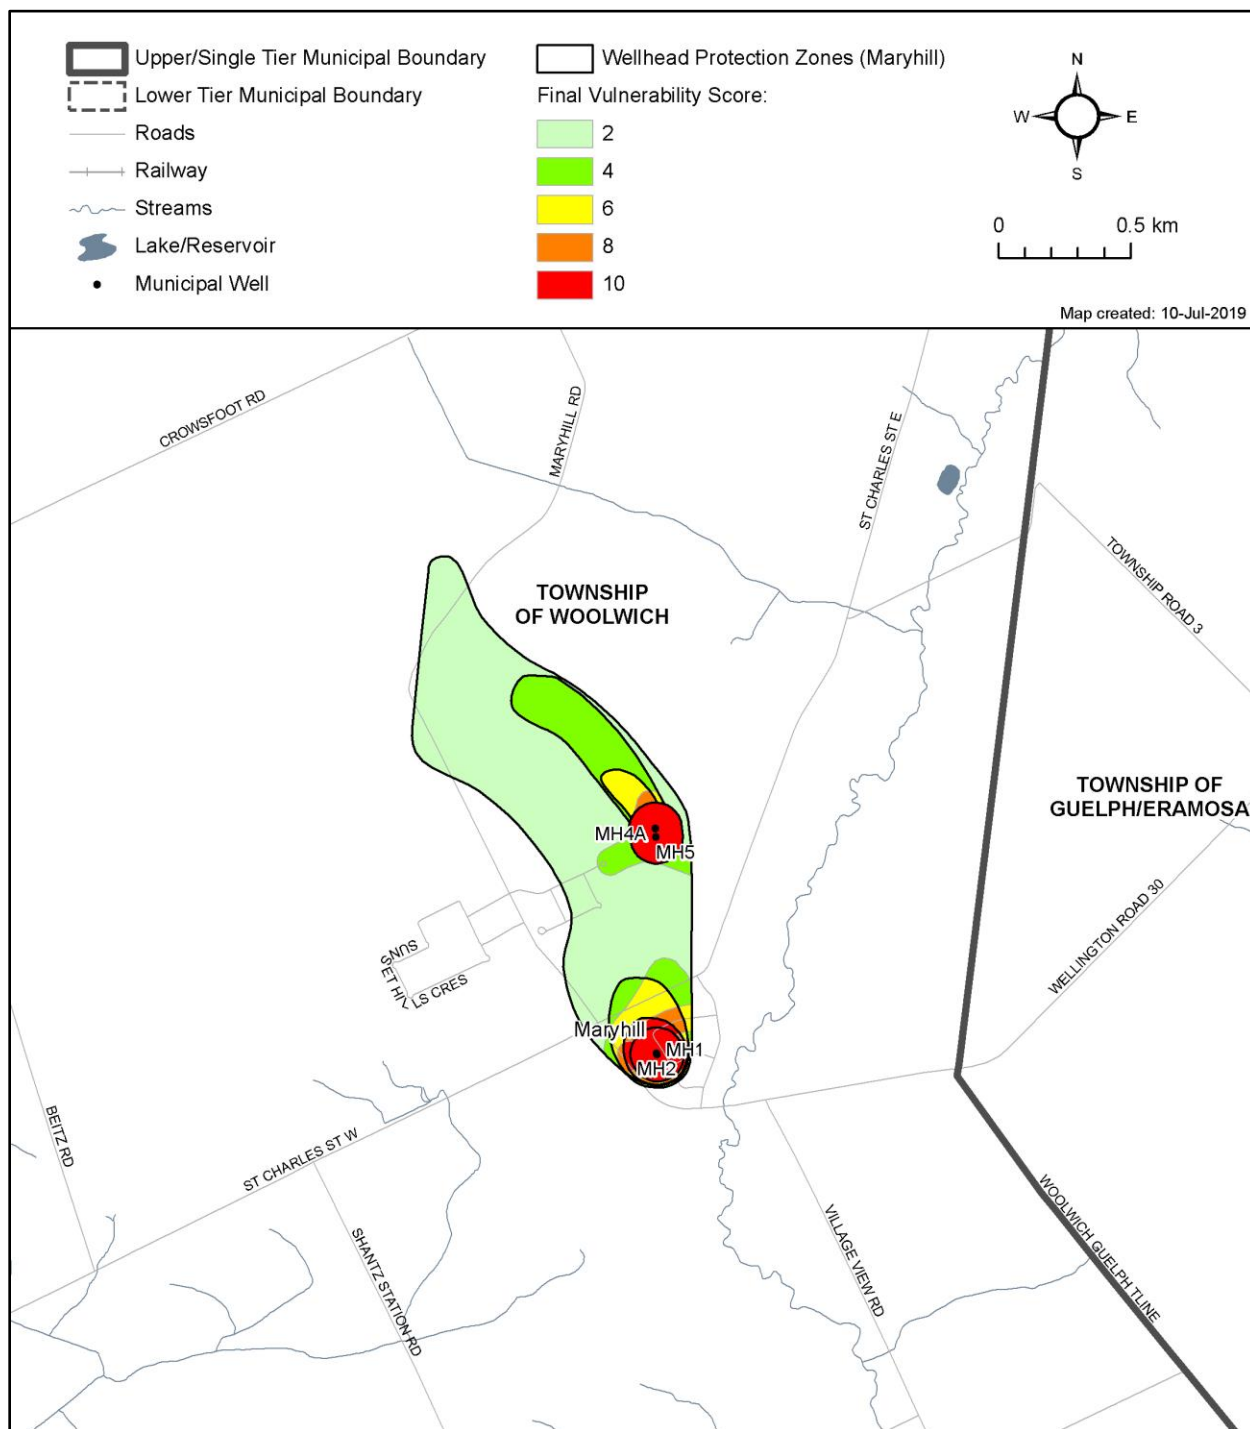 Upper/Single Tier Municipal Boundary
Lower Tier Municipal Boundary
Roads
Railway
Streams
Lake/Reservoir
Municipal Well
Wellhead Protection Zones (Maryhill)
Final Vulnerability Score:
2
4
6
8
10
N
W E
S
0 0.5 km
Map created: 10-Jul-2019
CROWSFOOT RD
MARYHILL RD
ST CHARLES ST E
TOWNSHIP ROAD 3
TOWNSHIP
OF WOOLWICH
TOWNSHIP OF
GUELPH/ERAMOSA
MH4A
MH5
WELLINGTON ROAD 30
SUNSET HILLS CRES
Maryhill
MH1
MH2
BEITZ RD
ST CHARLES ST W
SHANTZ STATION RD
VILLAGE VIEW RD
WOOLWICH GUELPH TLINE